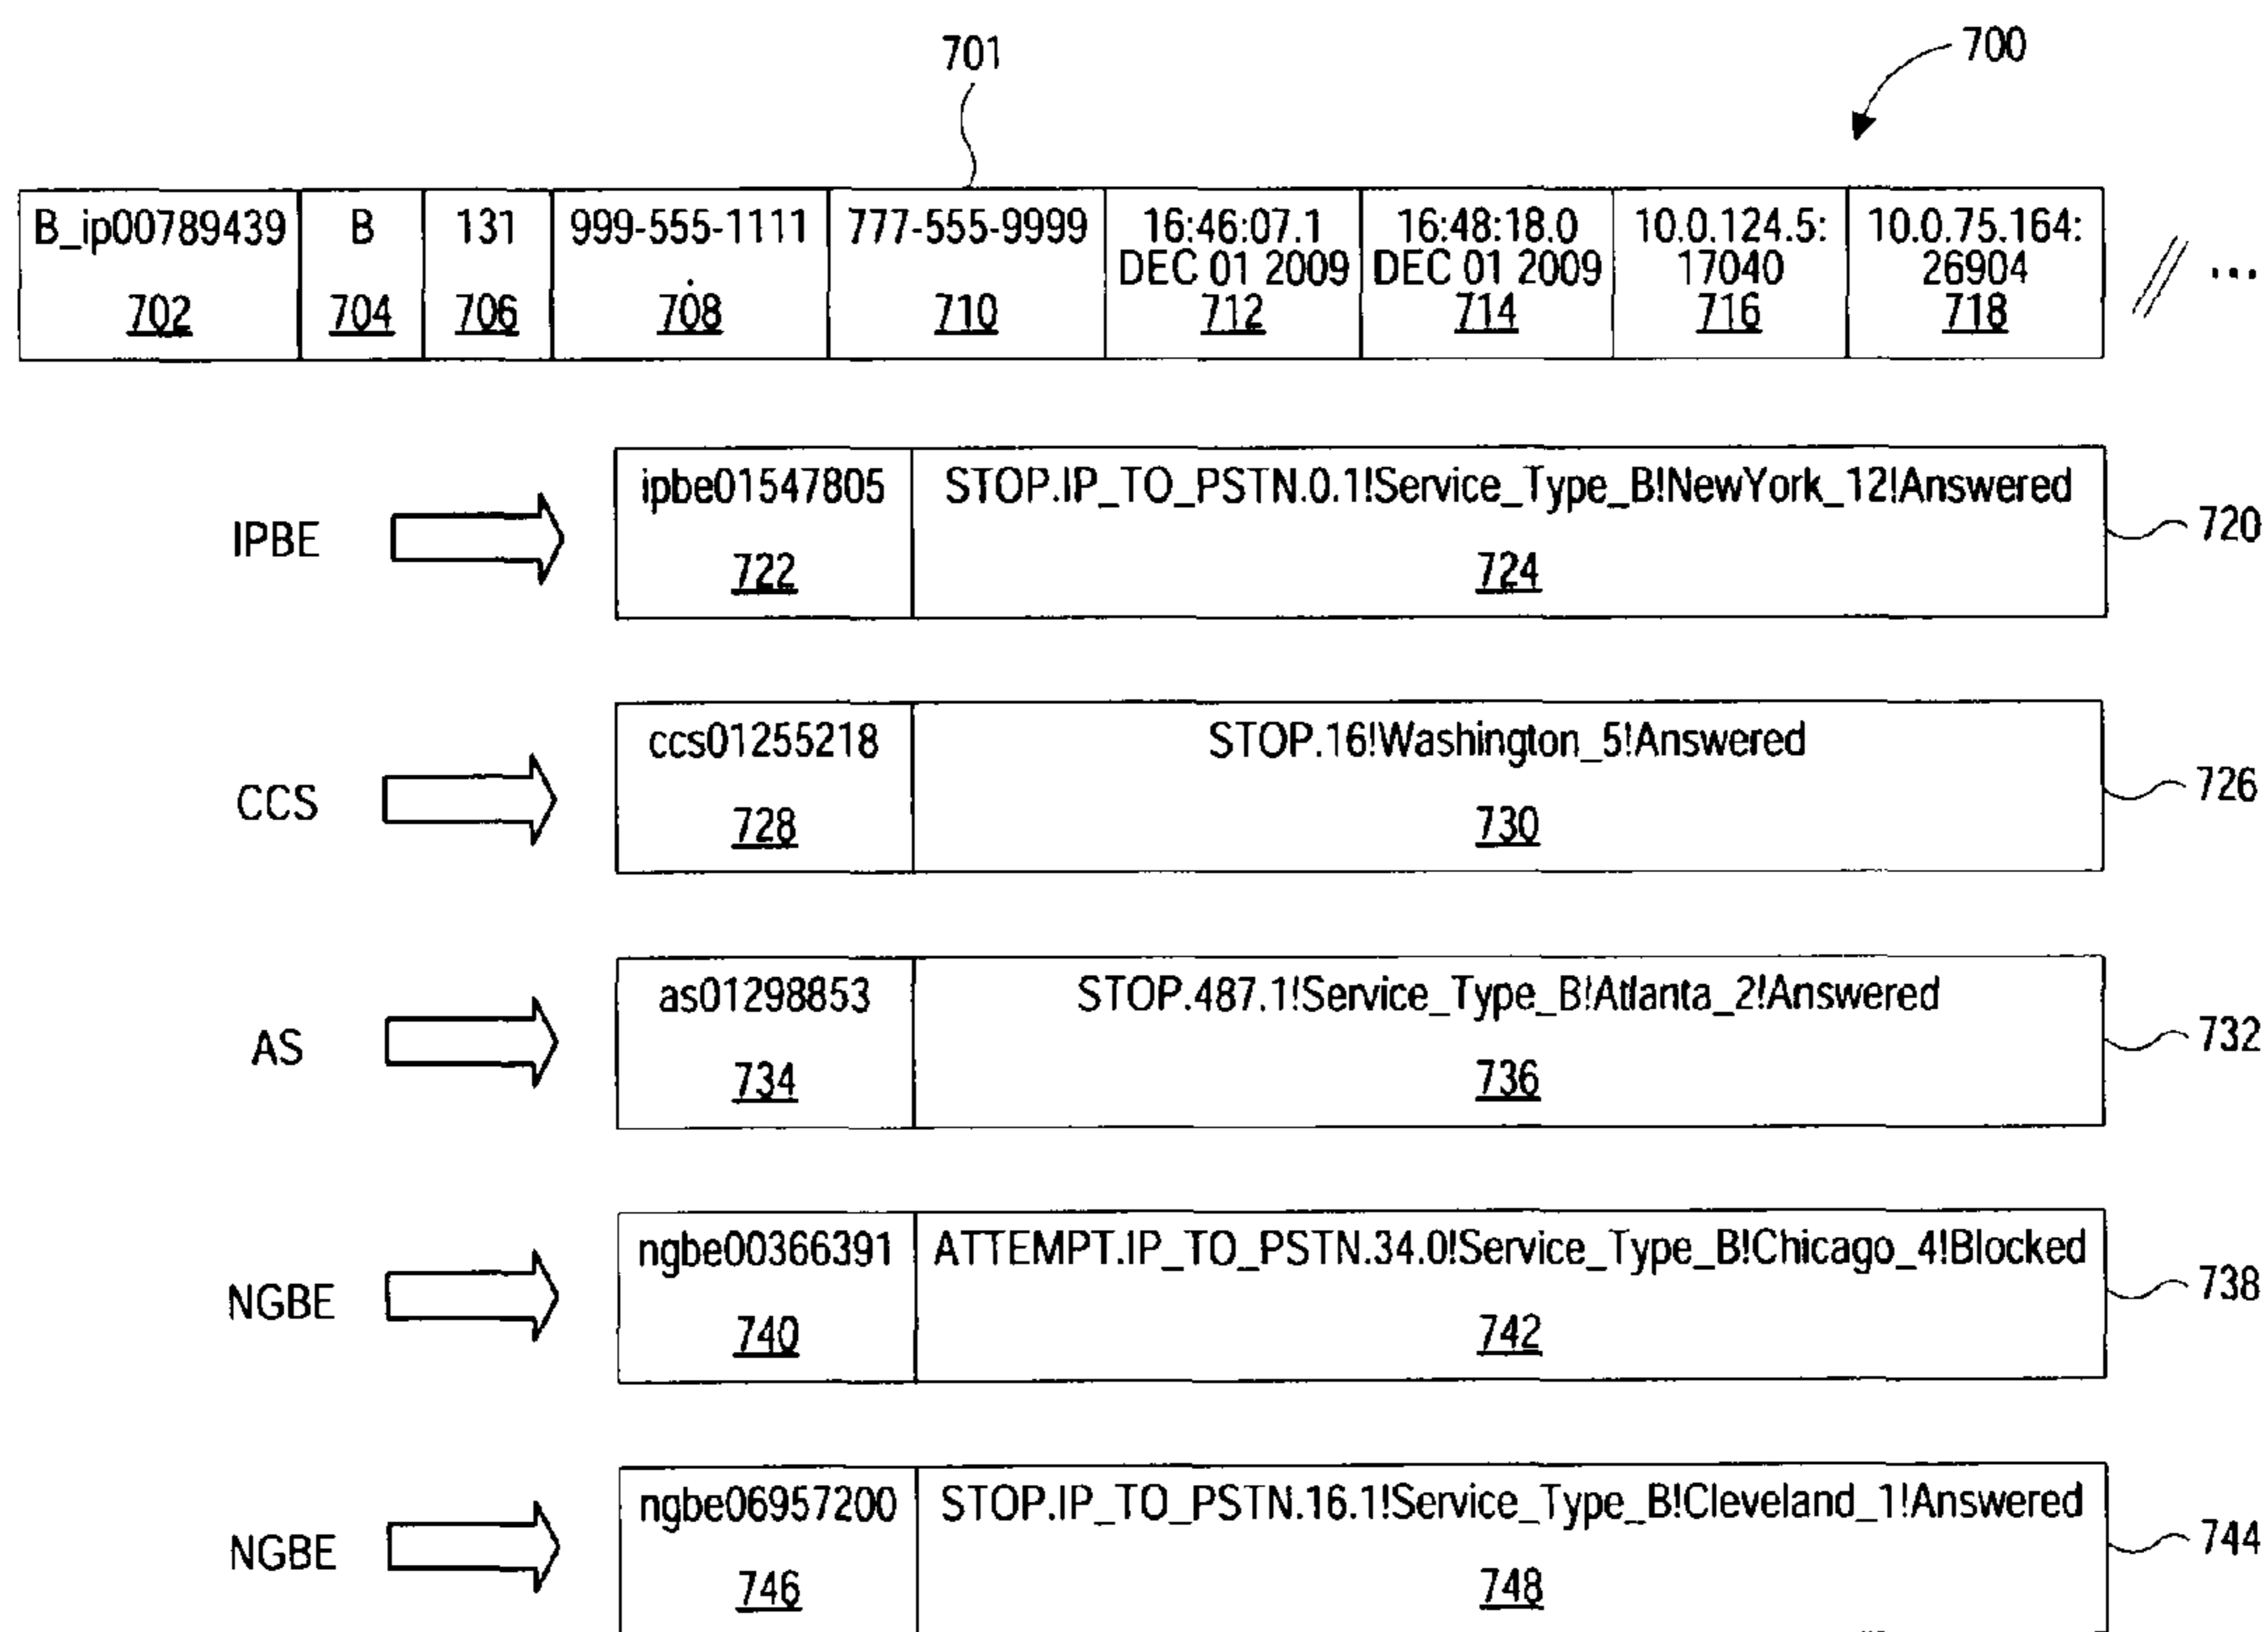 701
700
B_ip00789439
702
B
704
131
706
999-555-1111
708
777-555-9999
710
16:46:07.1
DEC 01 2009
712
16:48:18.0
DEC 01 2009
714
10.0.124.5:
17040
716
10.0.75.164:
26904
718
...
IPBE
ipbe01547805
722
STOP.IP_TO_PSTN.0.1!Service_Type_B!NewYork_12!Answered
724
720
CCS
ccs01255218
728
STOP.16!Washington_5!Answered
730
726
AS
as01298853
734
STOP.487.1!Service_Type_B!Atlanta_2!Answered
736
732
NGBE
ngbe00366391
740
ATTEMPT.IP_TO_PSTN.34.0!Service_Type_B!Chicago_4!Blocked
742
738
NGBE
ngbe06957200
746
STOP.IP_TO_PSTN.16.1!Service_Type_B!Cleveland_1!Answered
748
744